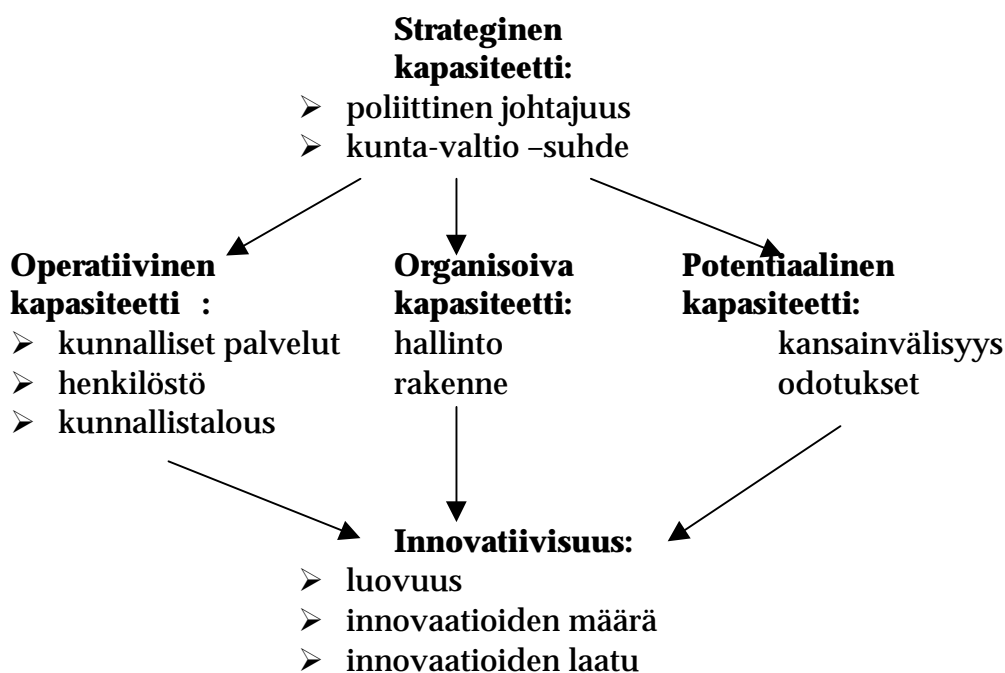 Strateginen
kapasiteetti:
➢ poliittinen johtajuus
➢ kunta-valtio –suhde
Operatiivinen
kapasiteetti :
➢ kunnalliset palvelut
➢ henkilöstö
➢ kunnallistalous
Organisoiva
kapasiteetti:
hallinto
rakenne
Potentiaalinen
kapasiteetti:
kansainvälisyys
odotukset
Innovatiivisuus:
➢ luovuus
➢ innovaatioiden määrä
➢ innovaatioiden laatu